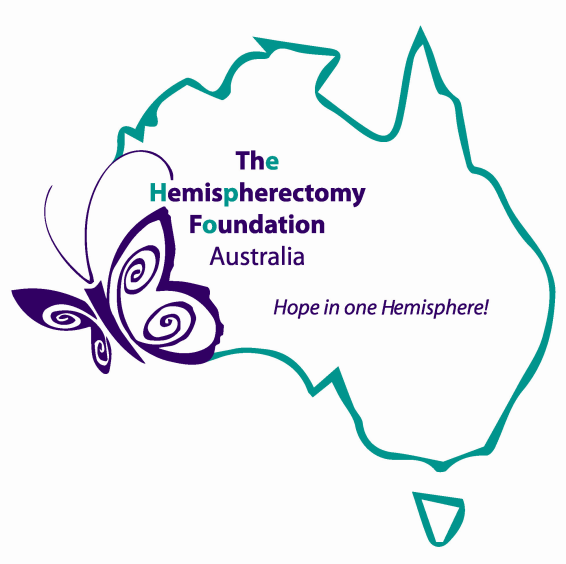 The
Hemispherectomy
Foundation
Australia
Hope in one Hemisphere!